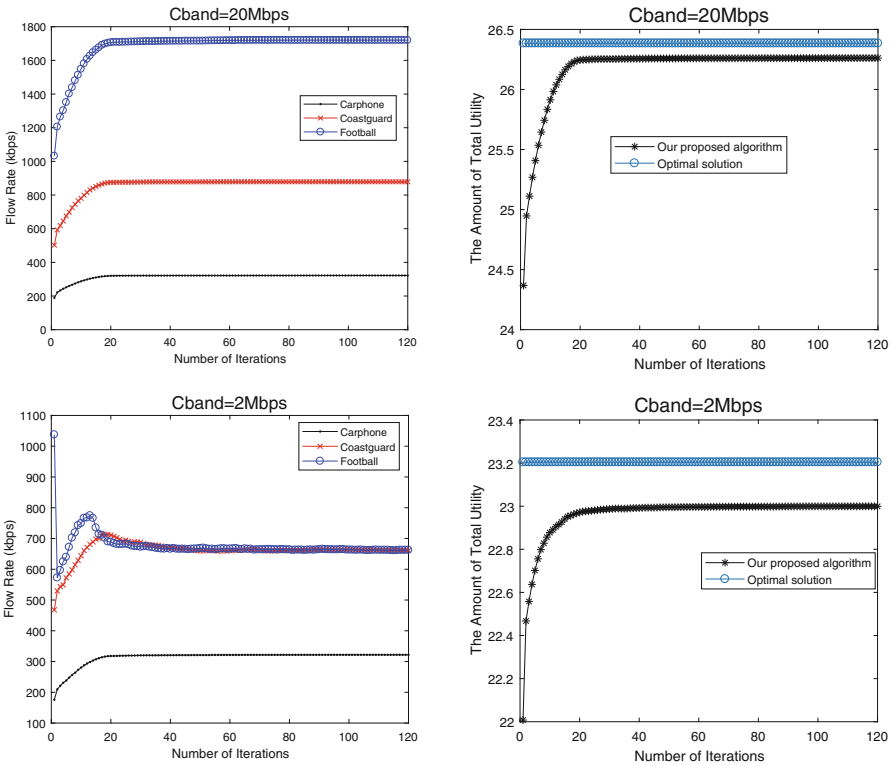 Cband=20Mbps
1800
1600
1400
1200
1000
800
600
400
200
0
Flow Rate (kbps)
Carphone
Coastguard
Football
0 20 40 60 80 100 120
Number of Iterations
Cband=20Mbps
26.5
26
25.5
25
24.5
24
The Amount of Total Utility
Our proposed algorithm
Optimal solution
0 20 40 60 80 100 120
Number of Iterations
Cband=2Mbps
1100
1000
900
800
700
600
500
400
300
200
100
Flow Rate (kbps)
Carphone
Coastguard
Football
0 20 40 60 80 100 120
Number of Iterations
Cband=2Mbps
23.4
23.2
23
22.8
22.6
22.4
22.2
22
The Amount of Total Utility
Our proposed algorithm
Optimal solution
0 20 40 60 80 100 120
Number of Iterations